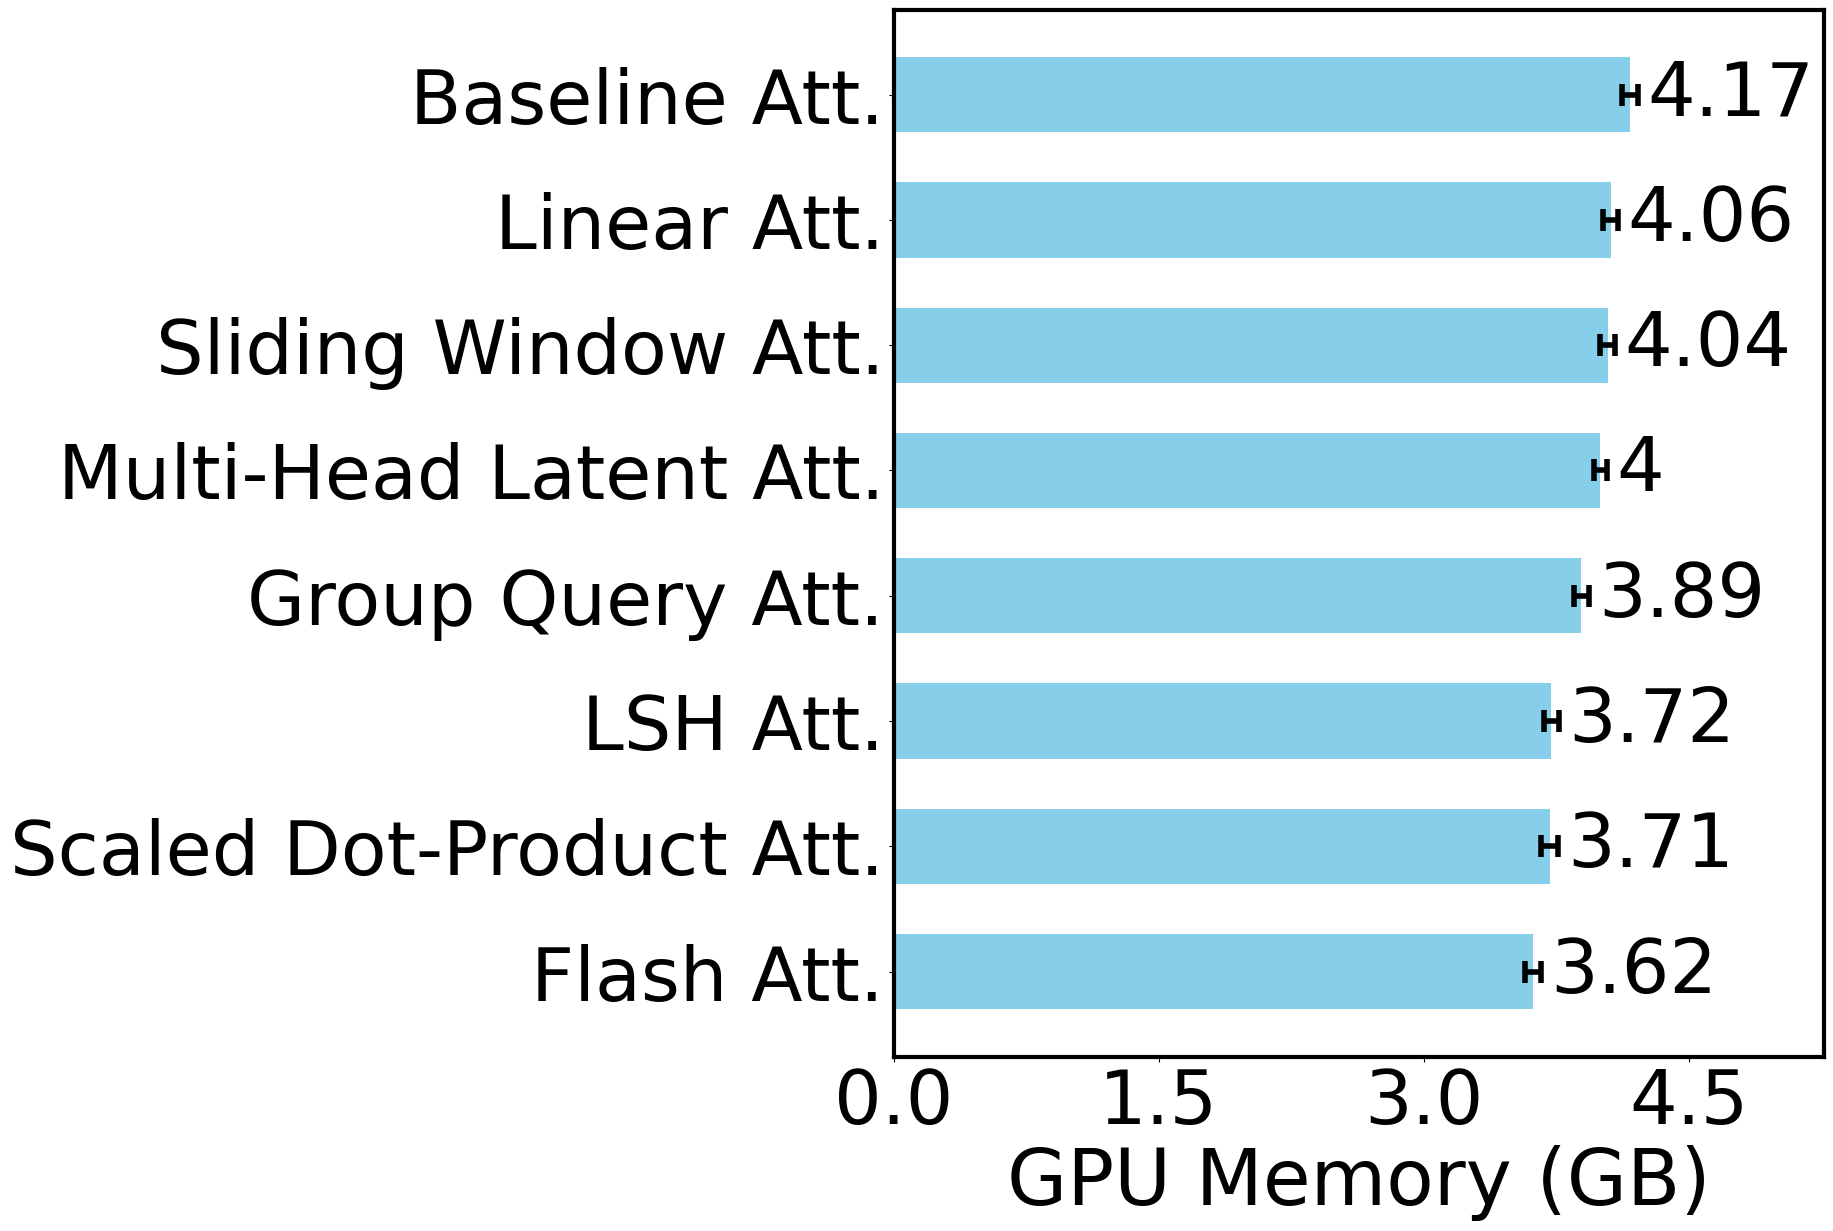 Baseline Att. 4.17
Linear Att. 4.06
Sliding Window Att. 4.04
Multi-Head Latent Att. 4
Group Query Att. 3.89
LSH Att. 3.72
Scaled Dot-Product Att. 3.71
Flash Att. 3.62
0.0 1.5 3.0 4.5
GPU Memory (GB)